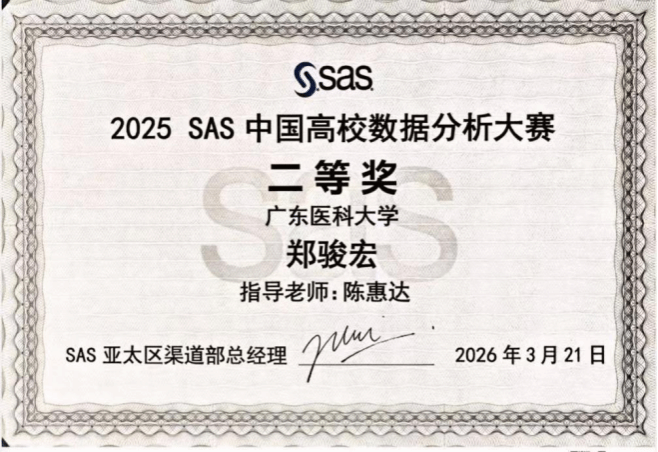 sas
2025 SAS 中国高校数据分析大赛
二等奖
广东医科大学
郑骏宏
指导老师：陈惠达
SAS 亚太区渠道部总经理
2026 年 3 月 21 日